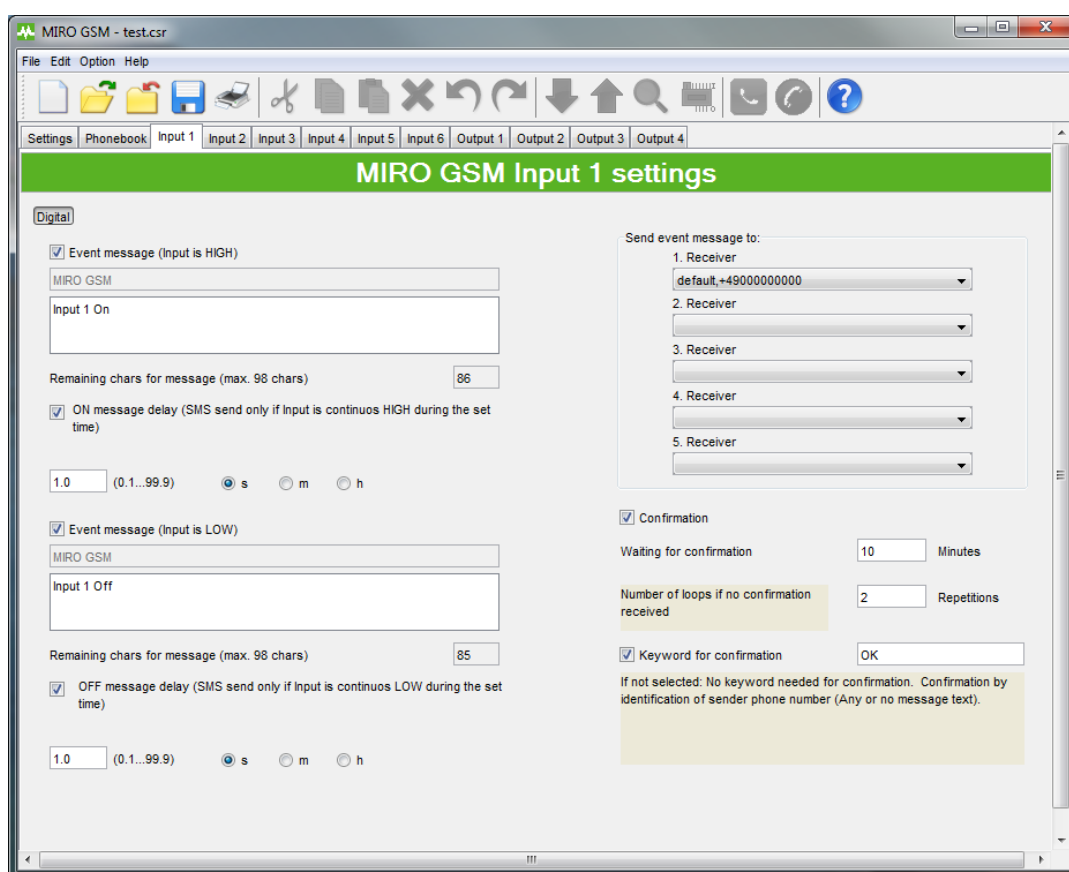 MIRO GSM - test.csr
File Edit Option Help
Settings Phonebook Input 1 Input 2 Input 3 Input 4 Input 5 Input 6 Output 1 Output 2 Output 3 Output 4
MIRO GSM Input 1 settings
Digital
Event message (Input is HIGH)
MIRO GSM
Input 1 On
Remaining chars for message (max. 98 chars) 86
ON message delay (SMS send only if Input is continuos HIGH during the set
time)
1.0 (0.1...99.9) s m h
Event message (Input is LOW)
MIRO GSM
Input 1 Off
Remaining chars for message (max. 98 chars) 85
OFF message delay (SMS send only if Input is continuos LOW during the set
time)
1.0 (0.1...99.9) s m h
Send event message to:
1. Receiver
default,+49000000000
2. Receiver
3. Receiver
4. Receiver
5. Receiver
Confirmation
Waiting for confirmation 10 Minutes
Number of loops if no confirmation
received
2 Repetitions
Keyword for confirmation OK
If not selected: No keyword needed for confirmation. Confirmation by
identification of sender phone number (Any or no message text).